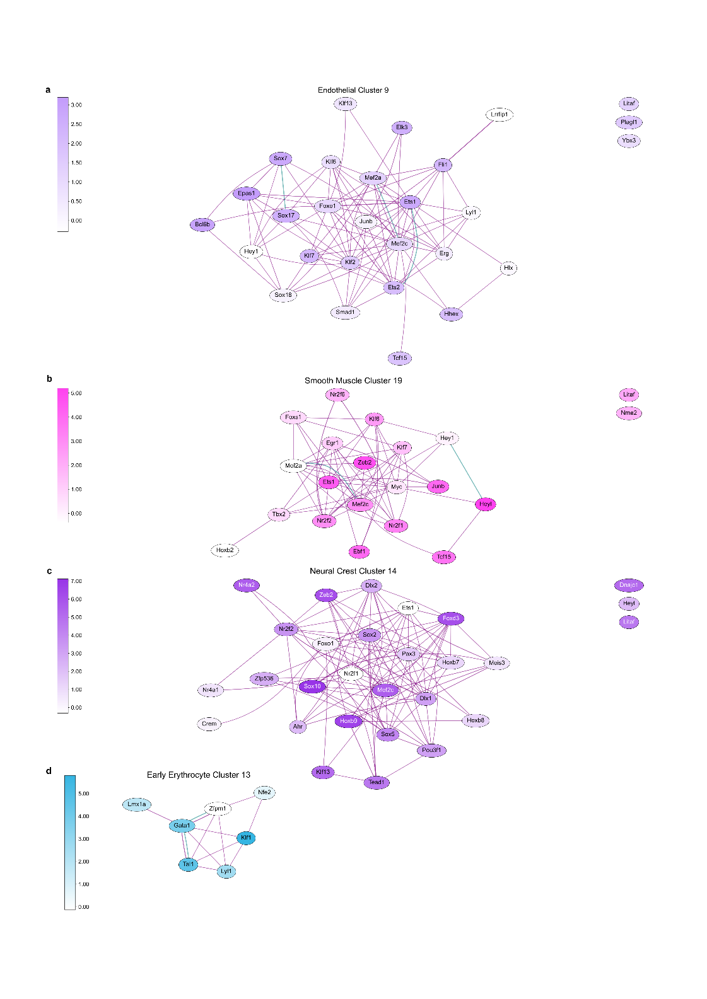 a
Endothelial Cluster 9
3.00
2.50
2.00
1.50
1.00
0.50
0.00
Klf13
Lrrfip1
Litaf
Plagl1
Ybx3
Elk3
Sox7
Klf6
Fli1
Mef2a
Epas1
Foxo1
Ets1
Sox17
Junb
Lyl1
Bcl6b
Mef2c
Hey1
Klf7
Klf2
Erg
Hlx
Ets2
Sox18
Smad1
Hhex
Tcf15
b
Smooth Muscle Cluster 19
5.00
4.00
3.00
2.00
1.00
0.00
Nr2f6
Litaf
Nme2
Foxs1
Klf6
Hey1
Egr1
Klf7
Mef2a
Zeb2
Ets1
Myc
Junb
Mef2c
Heyl
Tbx2
Nr2f2
Nr2f1
Hoxb2
Ebf1
Tcf15
c
Neural Crest Cluster 14
7.00
6.00
5.00
4.00
3.00
2.00
1.00
0.00
Nr4a2
Dlx2
Dnajc1
Heyl
Litaf
Zeb2
Ets1
Foxd3
Nr2f2
Sox2
Foxo1
Pax3
Hoxb7
Meis3
Nr2f1
Zfp536
Sox10
Mef2c
Nr4a1
Dlx1
Crem
Ahr
Hoxb9
Hoxb8
Sox5
Pou3f1
Klf13
Tead1
d
Early Erythrocyte Cluster 13
5.00
4.00
3.00
2.00
1.00
0.00
Nfe2
Lmx1a
Zfpm1
Gata1
Klf1
Tal1
Lyl1